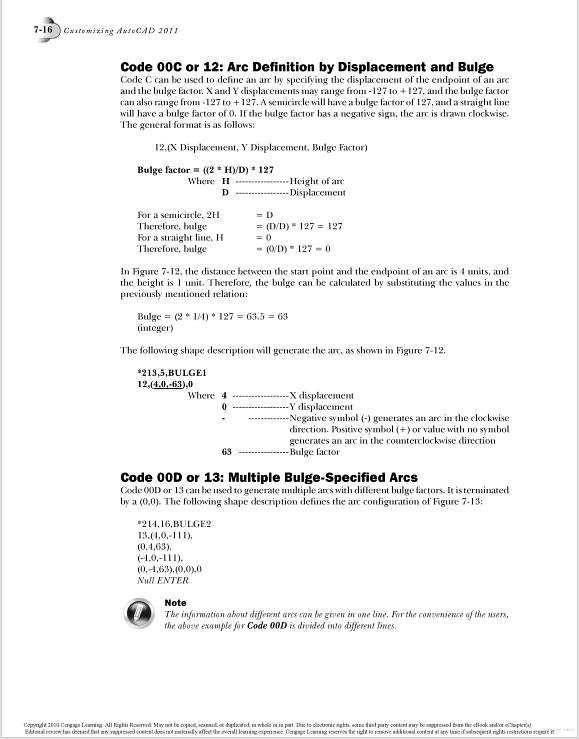 7-16 Customizing AutoCAD 2011
Code 00C or 12: Arc Definition by Displacement and Bulge
Code C can be used to define an arc by specifying the displacement of the endpoint of an arc
and the bulge factor. X and Y displacements may range from -127 to +127, and the bulge factor
can also range from -127 to +127. A semicircle will have a bulge factor of 127, and a straight line
will have a bulge factor of 0. If the bulge factor has a negative sign, the arc is drawn clockwise.
The general format is as follows:
12,(X Displacement, Y Displacement, Bulge Factor)
Bulge factor = ((2 * H)/D) * 127
Where H -----------------Height of arc
D -----------------Displacement
For a semicircle, 2H = D
Therefore, bulge = (D/D) * 127 = 127
For a straight line, H = 0
Therefore, bulge = (0/D) * 127 = 0
In Figure 7-12, the distance between the start point and the endpoint of an arc is 4 units, and
the height is 1 unit. Therefore, the bulge can be calculated by substituting the values in the
previously mentioned relation:
Bulge = (2 * 1/4) * 127 = 63.5 = 63
(integer)
The following shape description will generate the arc, as shown in Figure 7-12.
*213,5,BULGE1
12,(4,0,-63),0
Where 4 ------------------X displacement
0 ------------------Y displacement
- -------------Negative symbol (-) generates an arc in the clockwise
direction. Positive symbol (+) or value with no symbol
generates an arc in the counterclockwise direction
63 ----------------Bulge factor
Code 00D or 13: Multiple Bulge-Specified Arcs
Code 00D or 13 can be used to generate multiple arcs with different bulge factors. It is terminated
by a (0,0). The following shape description defines the arc configuration of Figure 7-13:
*214,16,BULGE2
13,(4,0,-111),
(0,4,63),
(-4,0,-111),
(0,-4,63),(0,0),0
Null ENTER
Note
The information about different arcs can be given in one line. For the convenience of the users,
the above example for Code 00D is divided into different lines.
Copyright 2010 Cengage Learning. All Rights Reserved. May not be copied, scanned, or duplicated, in whole or in part. Due to electronic rights, some third party content may be suppressed from the eBook and/or eChapter(s).
Editorial review has deemed that any suppressed content does not materially affect the overall learning experience. Cengage Learning reserves the right to remove additional content at any time if subsequent rights restrictions require it.